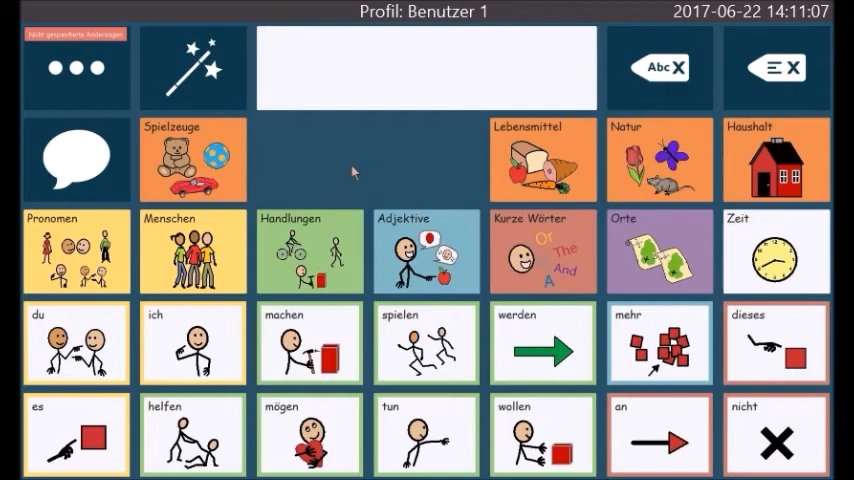 Profil: Benutzer 1
2017-06-22 14:11:07
Nicht gespeicherte Änderungen
Abc X
X
Spielzeuge
Lebensmittel
Natur
Haushalt
Pronomen
Menschen
Handlungen
Adjektive
Kurze Wörter
Or
The
And
A
Orte
Zeit
du
ich
machen
spielen
werden
mehr
dieses
es
helfen
mögen
tun
wollen
an
nicht